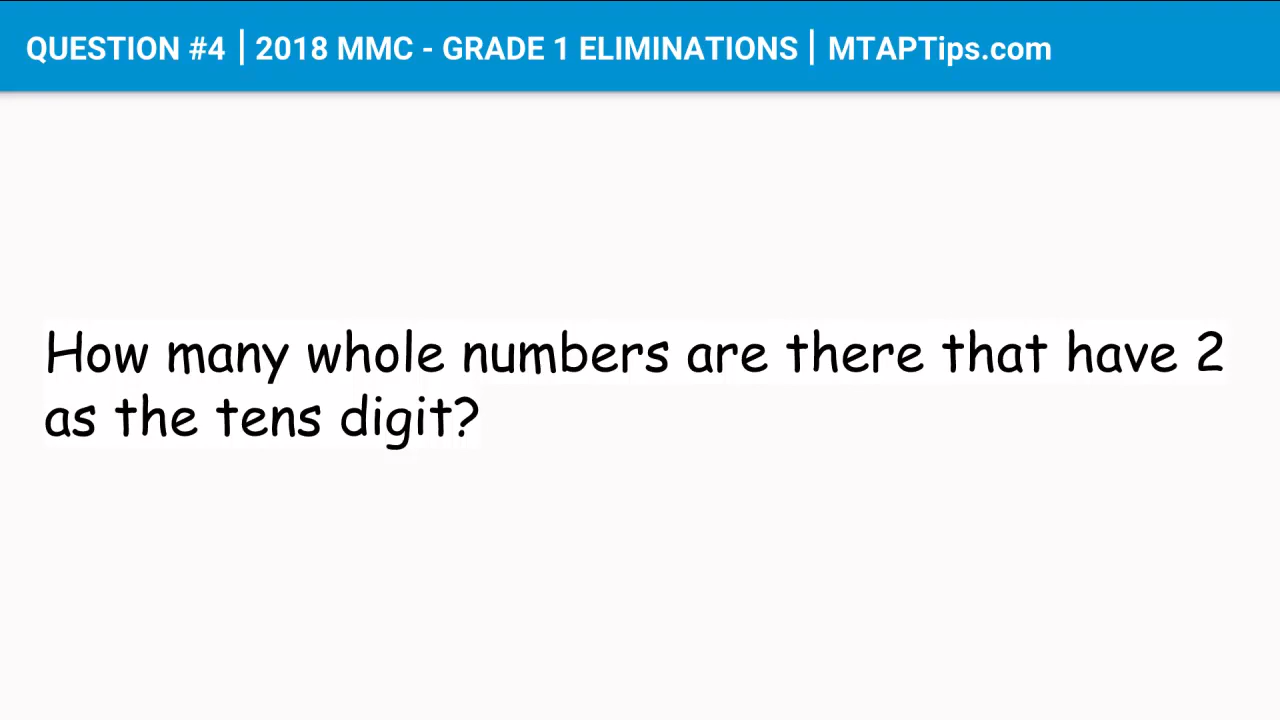 QUESTION #4 | 2018 MMC - GRADE 1 ELIMINATIONS | MTAPTips.com
How many whole numbers are there that have 2
as the tens digit?